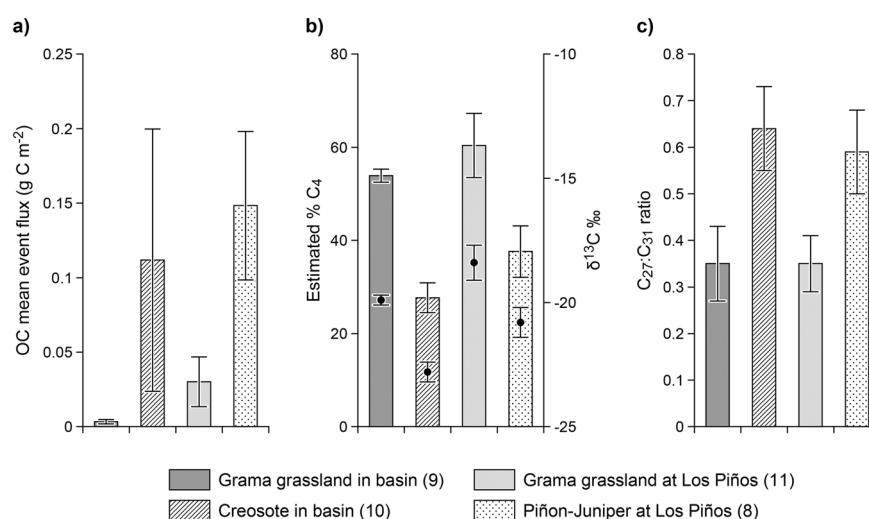 a)
OC mean event flux (g C m⁻²)
0.25
0.2
0.15
0.1
0.05
0
b)
Estimated % C₄
80
60
40
20
0
-10
-15
-20
-25
δ¹³C ‰
c)
C₂₇:C₃₁ ratio
0.8
0.7
0.6
0.5
0.4
0.3
0.2
0.1
0
Grama grassland in basin (9)
Grama grassland at Los Piños (11)
Creosote in basin (10)
Piñon-Juniper at Los Piños (8)